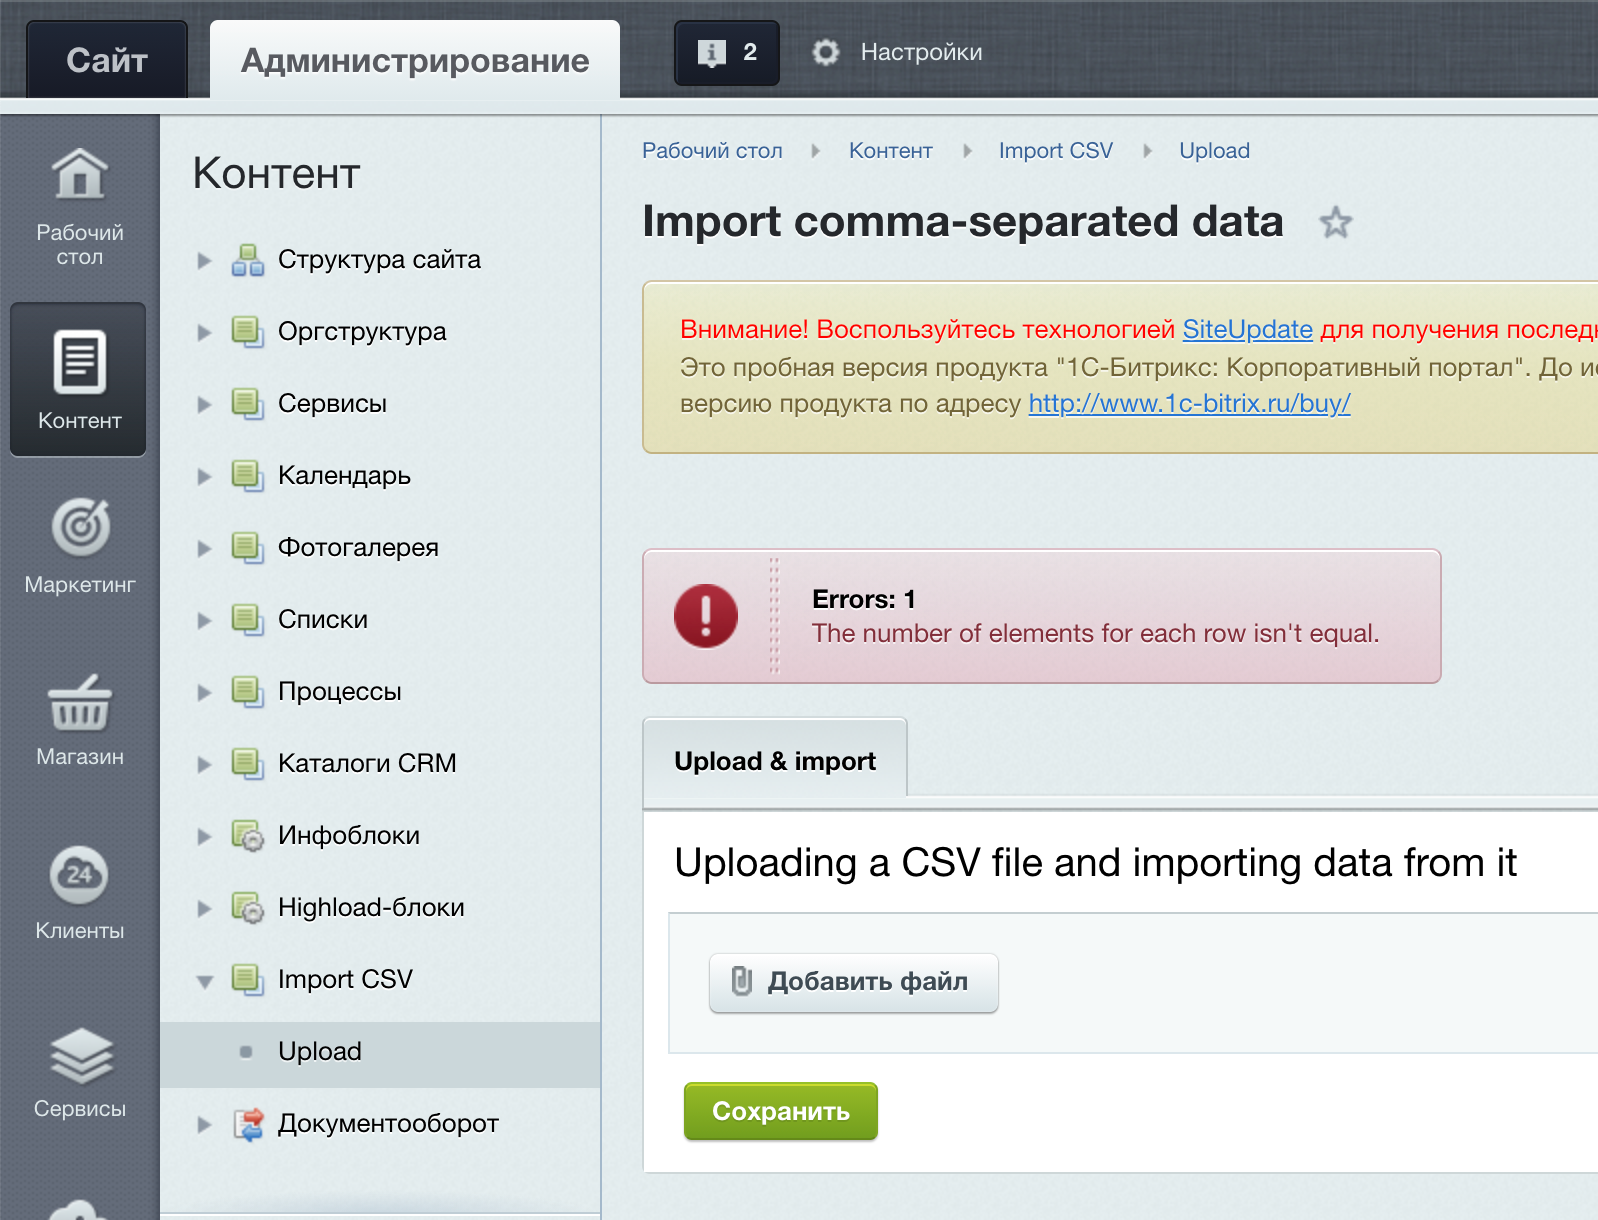 Сайт
Администрирование
2
Настройки
Рабочий
стол
Контент
Маркетинг
Магазин
24
Клиенты
Сервисы
Контент
Структура сайта
Оргструктура
Сервисы
Календарь
Фотогалерея
Списки
Процессы
Каталоги CRM
Инфоблоки
Highload-блоки
Import CSV
Upload
Документооборот
Рабочий стол Контент Import CSV Upload
Import comma-separated data
Внимание! Воспользуйтесь технологией SiteUpdate для получения
Это пробная версия продукта "1С-Битрикс: Корпоративный портал". До
версию продукта по адресу http://www.1c-bitrix.ru/buy/
Errors: 1
The number of elements for each row isn't equal.
Upload & import
Uploading a CSV file and importing data from it
Добавить файл
Сохранить